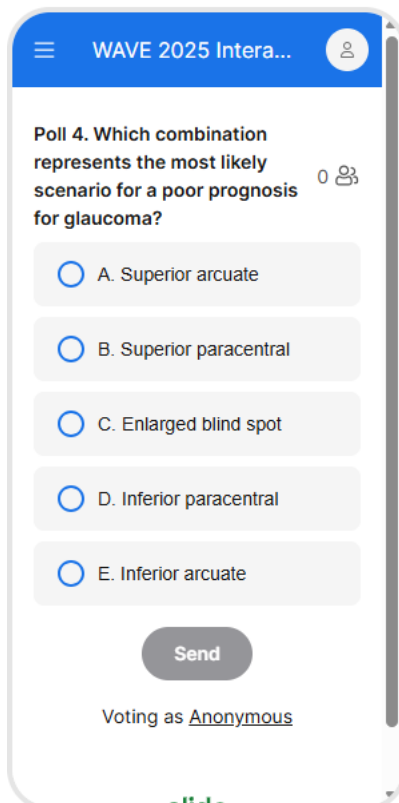 WAVE 2025 Intera...
Poll 4. Which combination
represents the most likely
scenario for a poor prognosis
for glaucoma?
0
A. Superior arcuate
B. Superior paracentral
C. Enlarged blind spot
D. Inferior paracentral
E. Inferior arcuate
Send
Voting as Anonymous